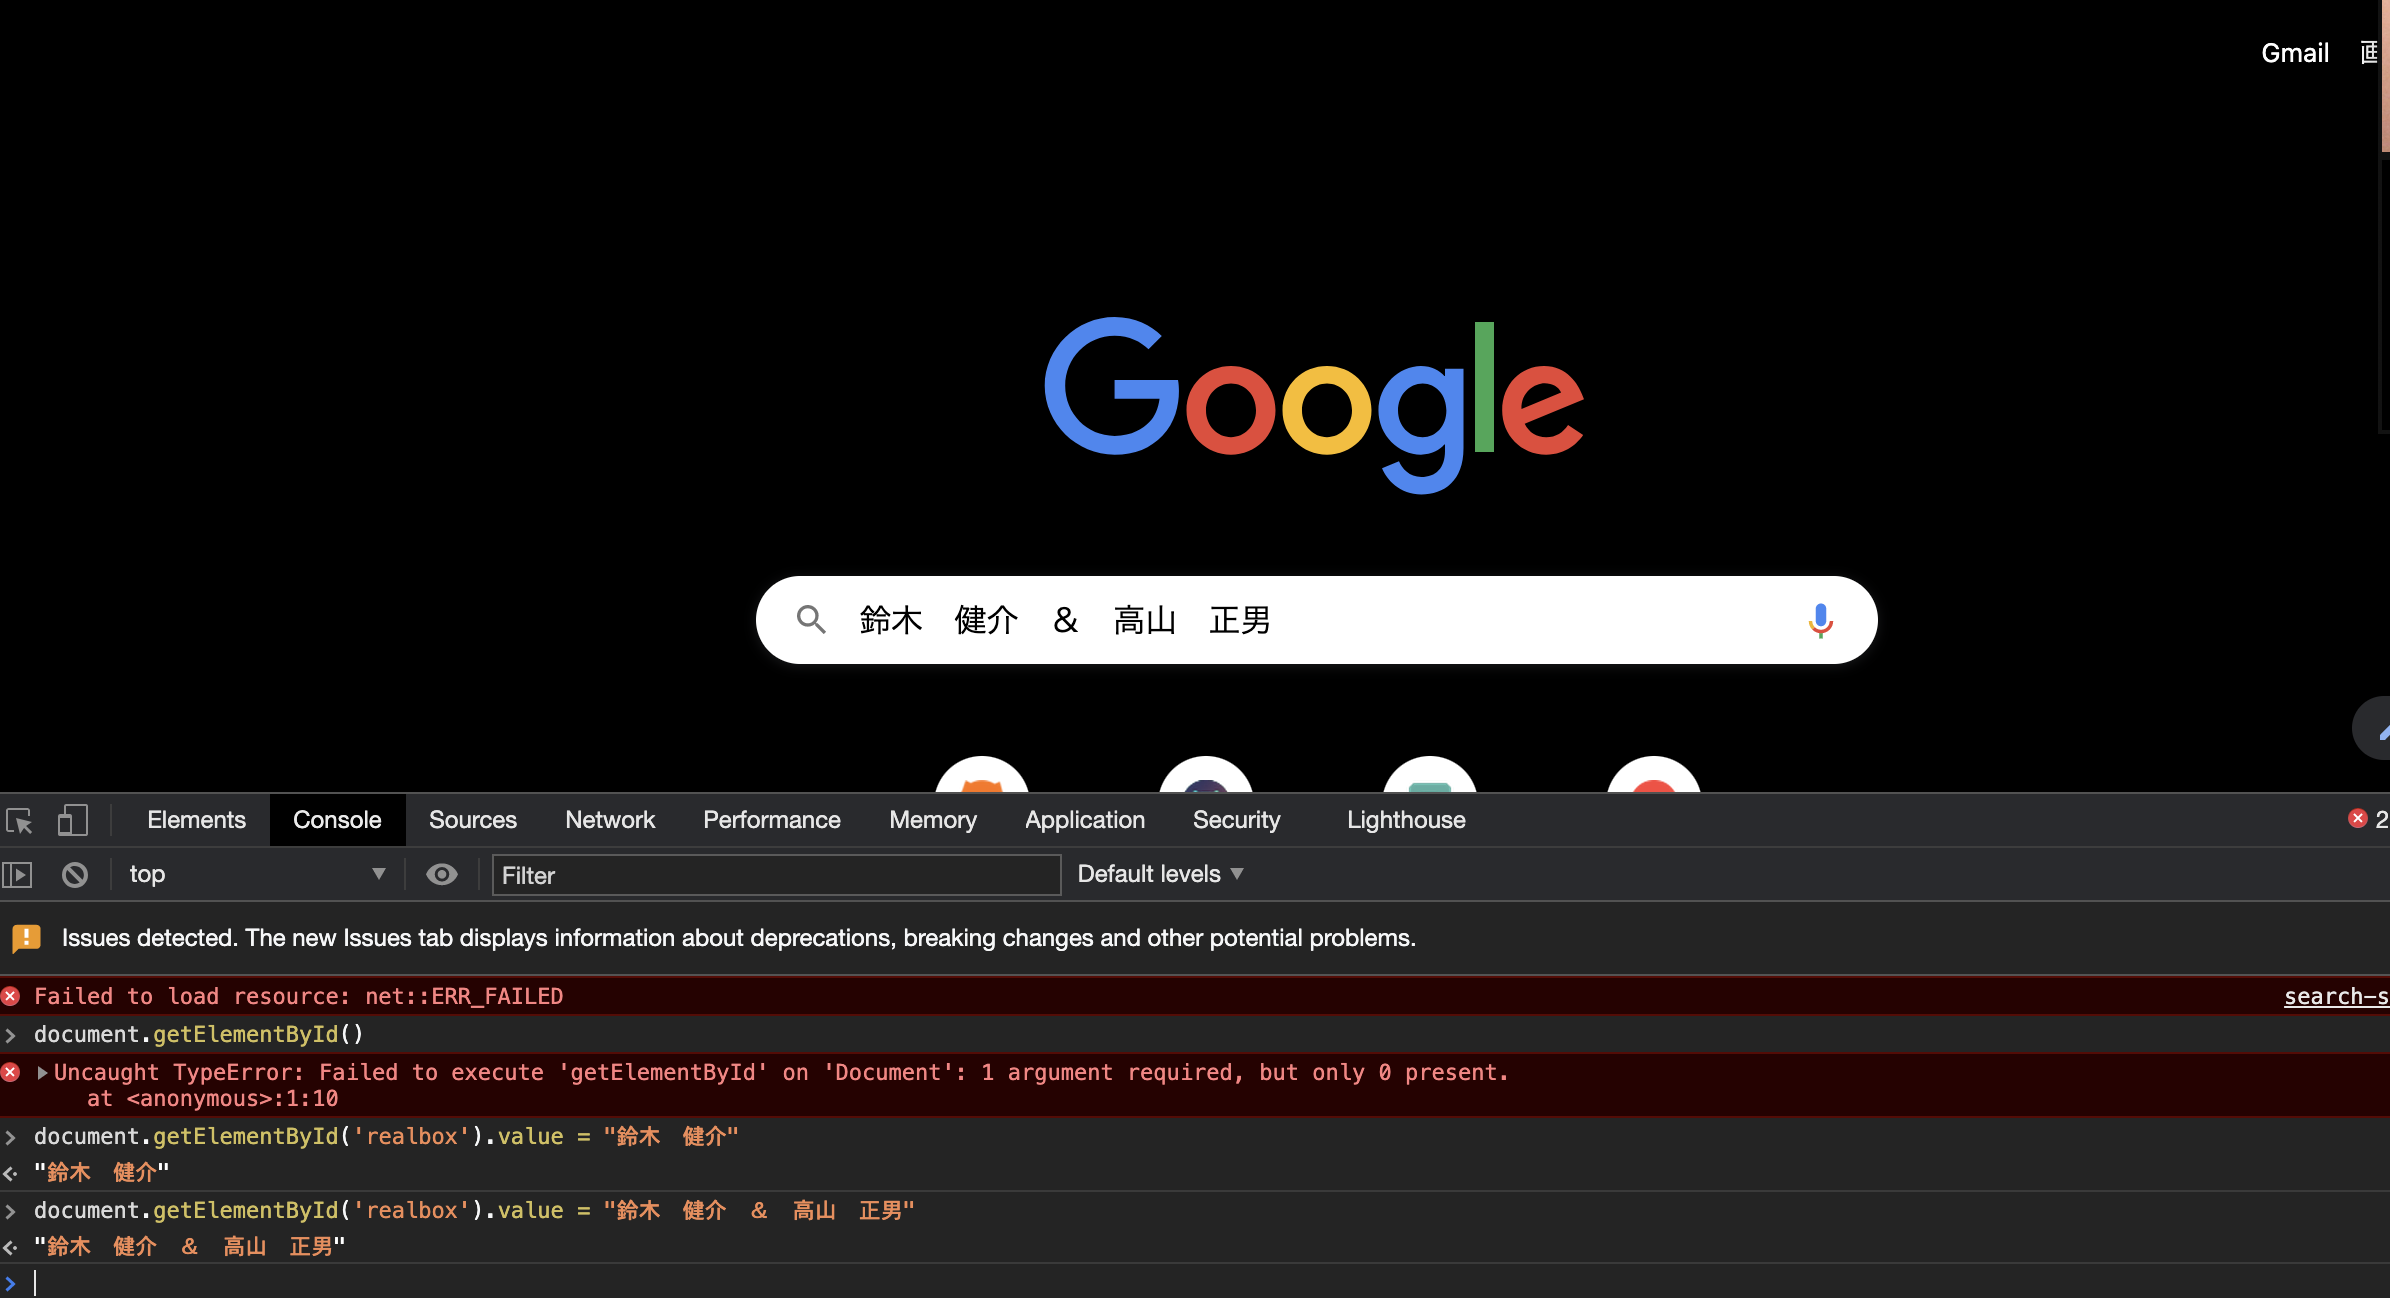 Gmail
Google
鈴木　健介　＆　高山　正男
Elements Console Sources Network Performance Memory Application Security Lighthouse 2
top Filter Default levels
Issues detected. The new Issues tab displays information about deprecations, breaking changes and other potential problems.
Failed to load resource: net::ERR_FAILED search-s
document.getElementById()
Uncaught TypeError: Failed to execute 'getElementById' on 'Document': 1 argument required, but only 0 present.
at <anonymous>:1:10
document.getElementById('realbox').value = "鈴木　健介"
"鈴木　健介"
document.getElementById('realbox').value = "鈴木　健介　＆　高山　正男"
"鈴木　健介　＆　高山　正男"